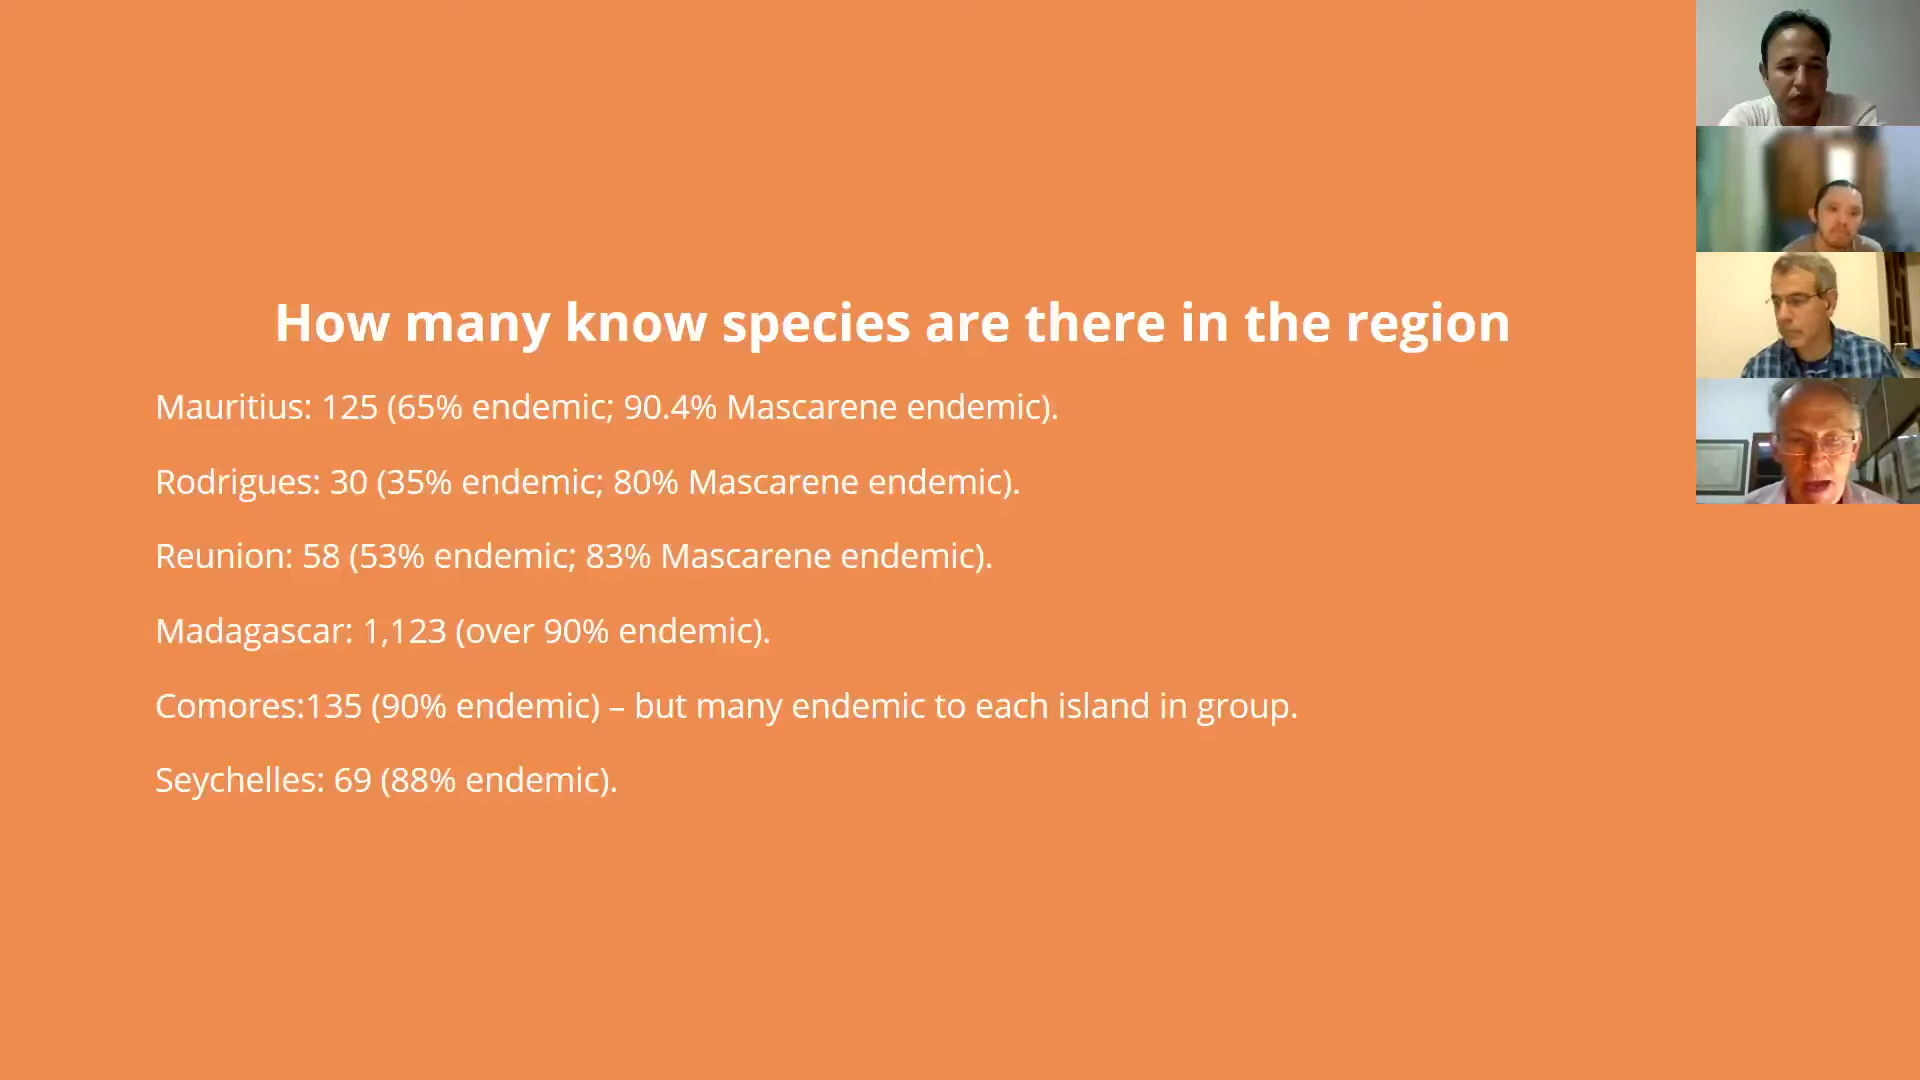 How many know species are there in the region
Mauritius: 125 (65% endemic; 90.4% Mascarene endemic).
Rodrigues: 30 (35% endemic; 80% Mascarene endemic).
Reunion: 58 (53% endemic; 83% Mascarene endemic).
Madagascar: 1,123 (over 90% endemic).
Comores:135 (90% endemic) – but many endemic to each island in group.
Seychelles: 69 (88% endemic).